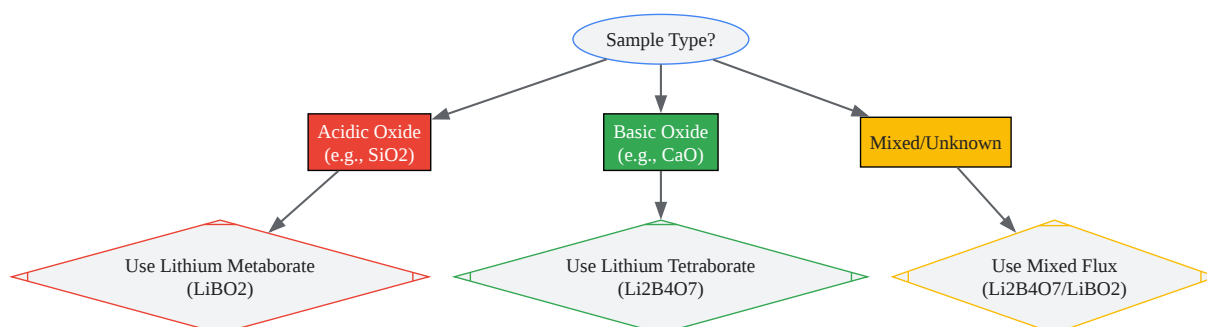 Sample Type?
Acidic Oxide
(e.g., SiO2)
Basic Oxide
(e.g., CaO)
Mixed/Unknown
Use Lithium Metaborate
(LiBO2)
Use Lithium Tetraborate
(Li2B4O7)
Use Mixed Flux
(Li2B4O7/LiBO2)